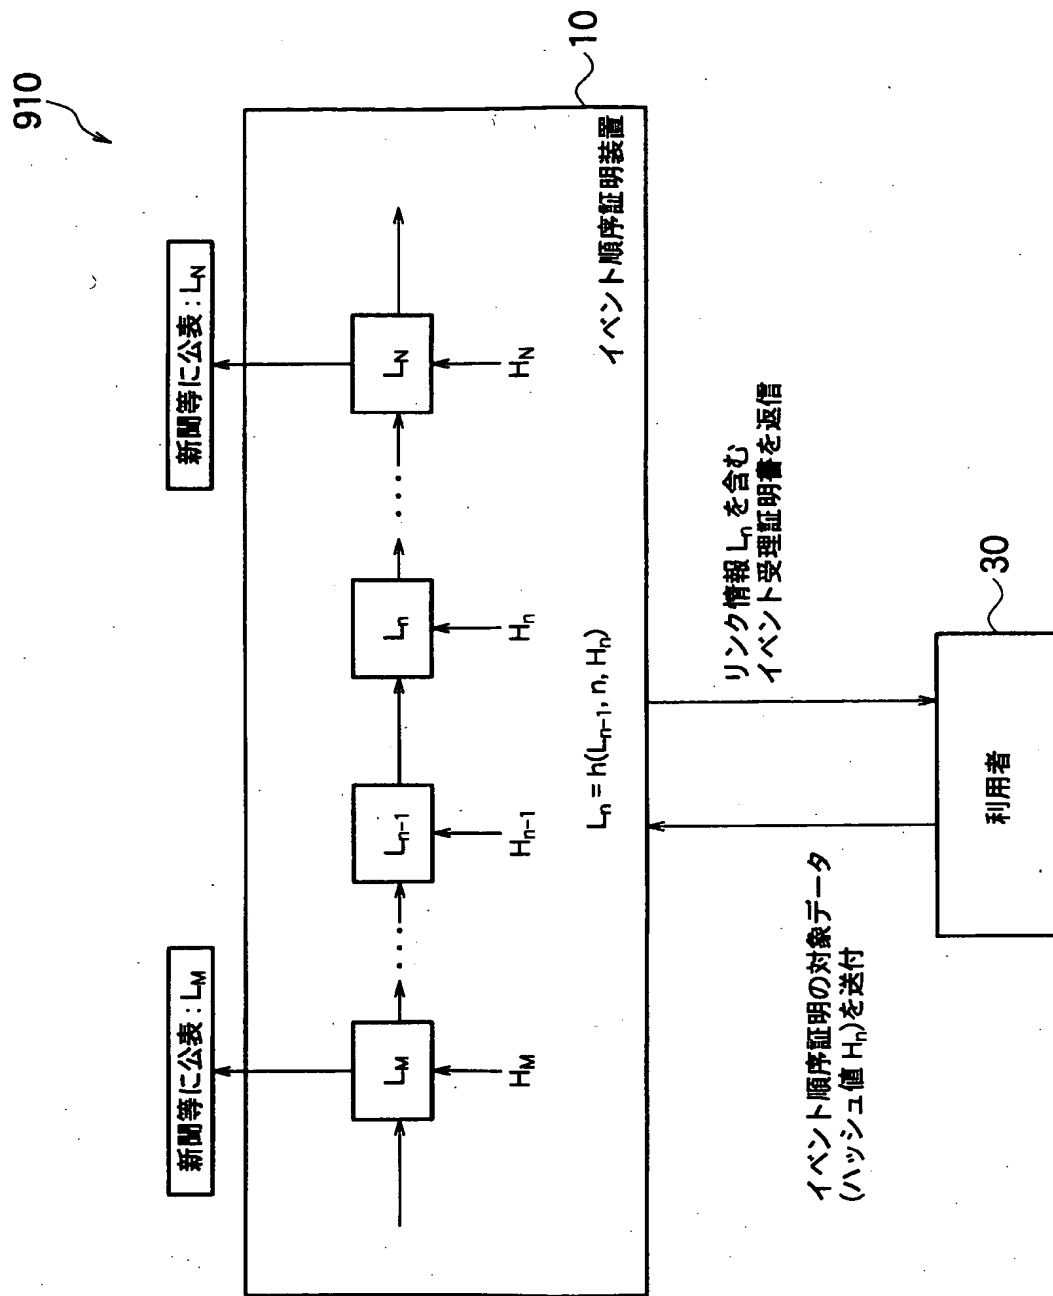 910
新聞等に公表：L_M
新聞等に公表：L_N
L_M
L_{n-1}
L_n
L_N
H_M
H_{n-1}
H_n
H_N
L_n = h(L_{n-1}, n, H_n)
イベント順序証明装置
10
イベント順序証明の対象データ
(ハッシュ値 H_n)を送付
リンク情報 L_n を含む
イベント受理証明書を返信
利用者
30